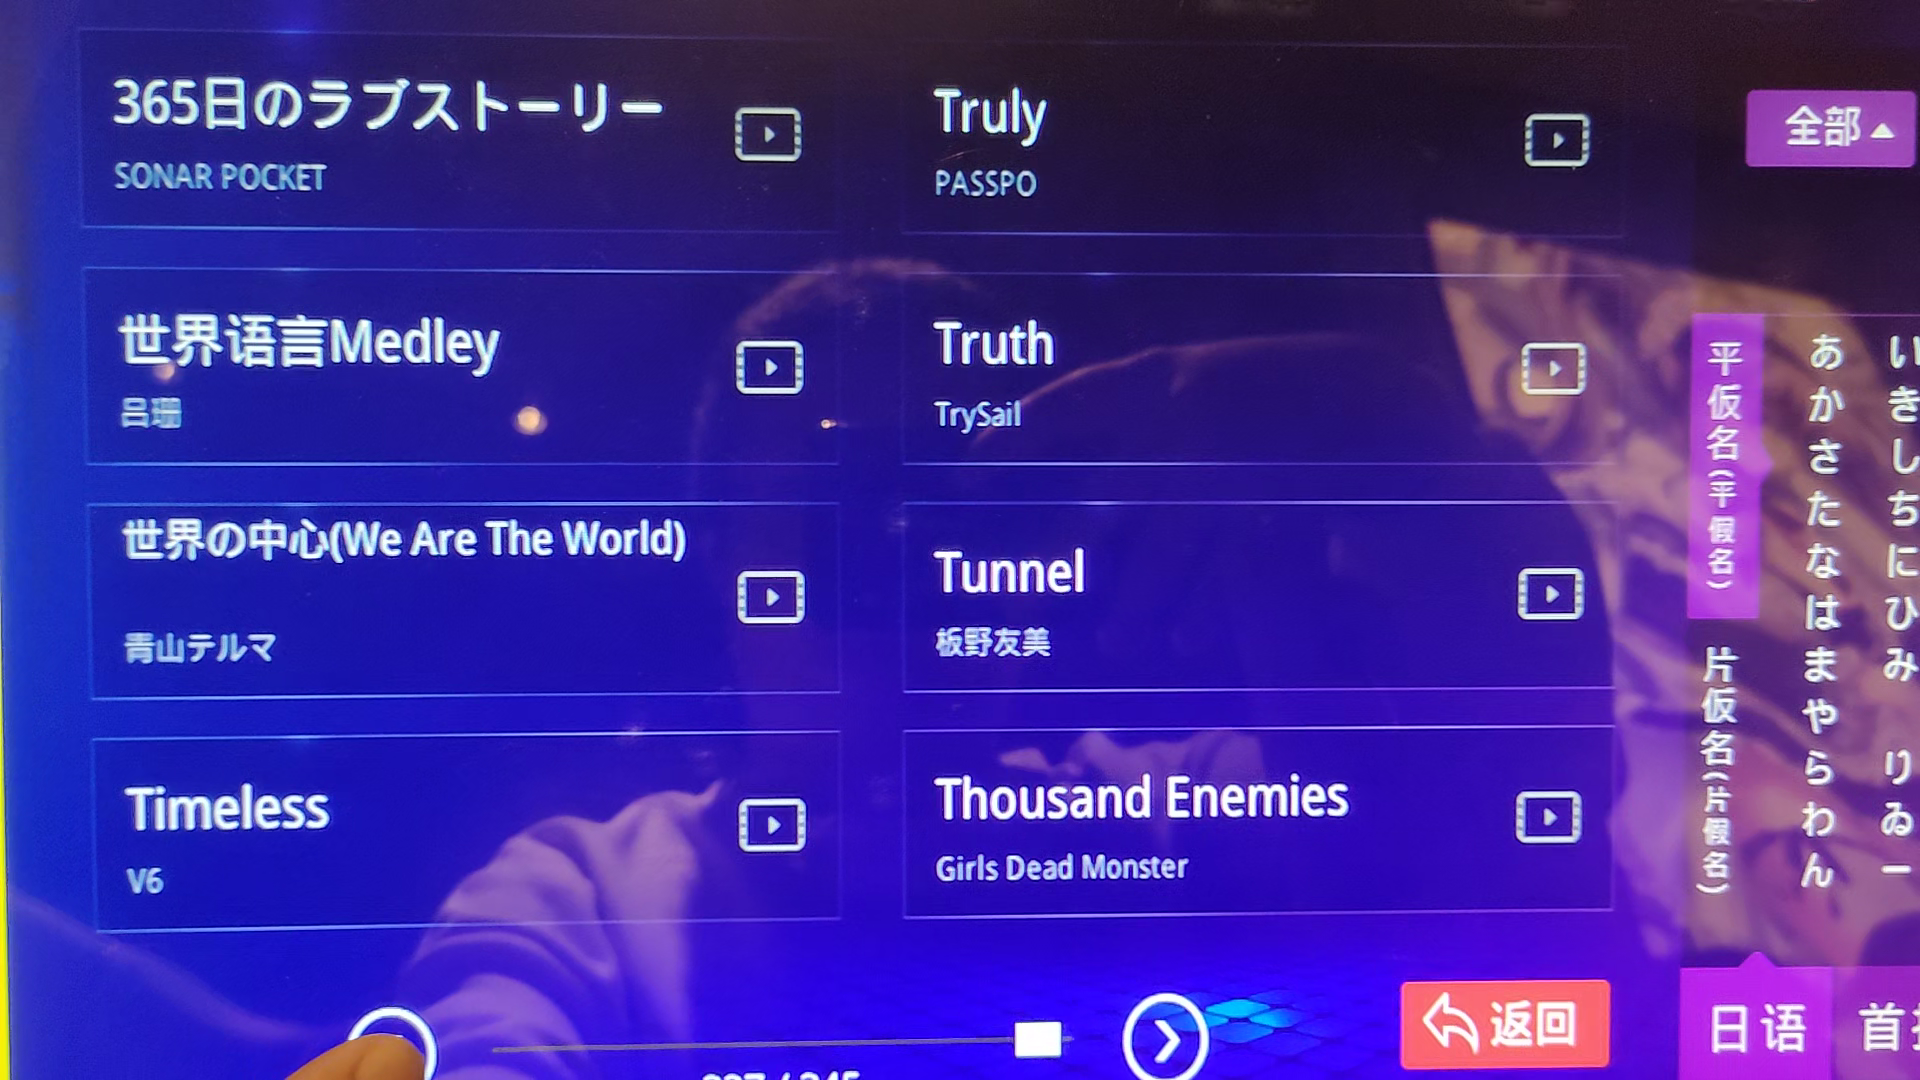 365日のラブストーリー
SONAR POCKET
Truly
PASSPO
世界语言Medley
吕珊
Truth
TrySail
世界の中心(We Are The World)
青山テルマ
Tunnel
板野友美
Timeless
V6
Thousand Enemies
Girls Dead Monster
返回
全部
平仮名(平假名)
片仮名(片假名)
あかさたなはまやらわん
いきしちにひみ りゐー
日语
首